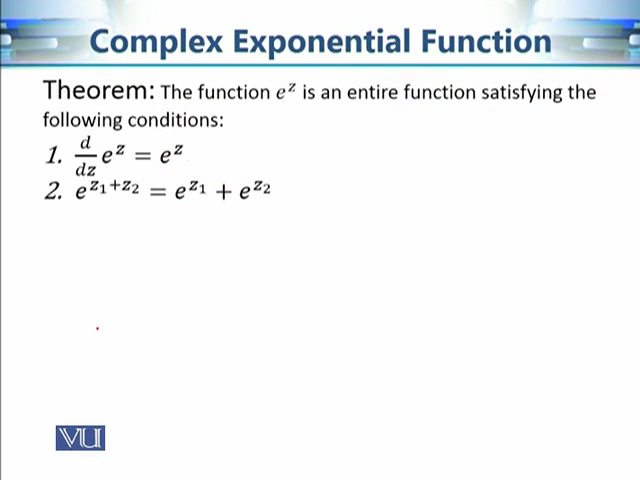 Complex Exponential Function
Theorem: The function e^z is an entire function satisfying the
following conditions:
1. d/dz e^z = e^z
2. e^{z₁+z₂} = e^{z₁} + e^{z₂}
VU